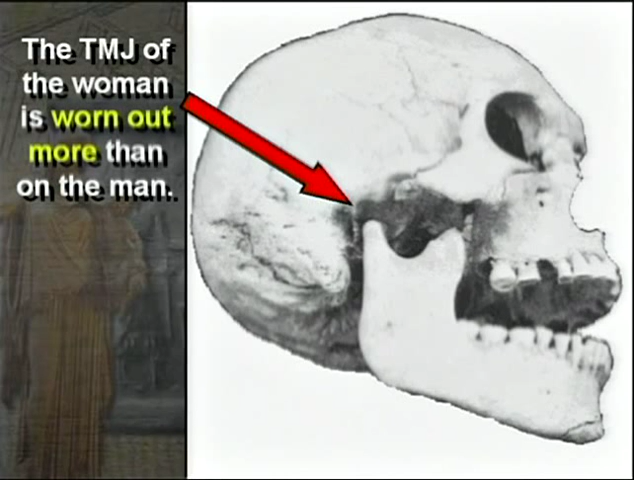 The TMJ of
the woman
is worn out
more than
on the man.